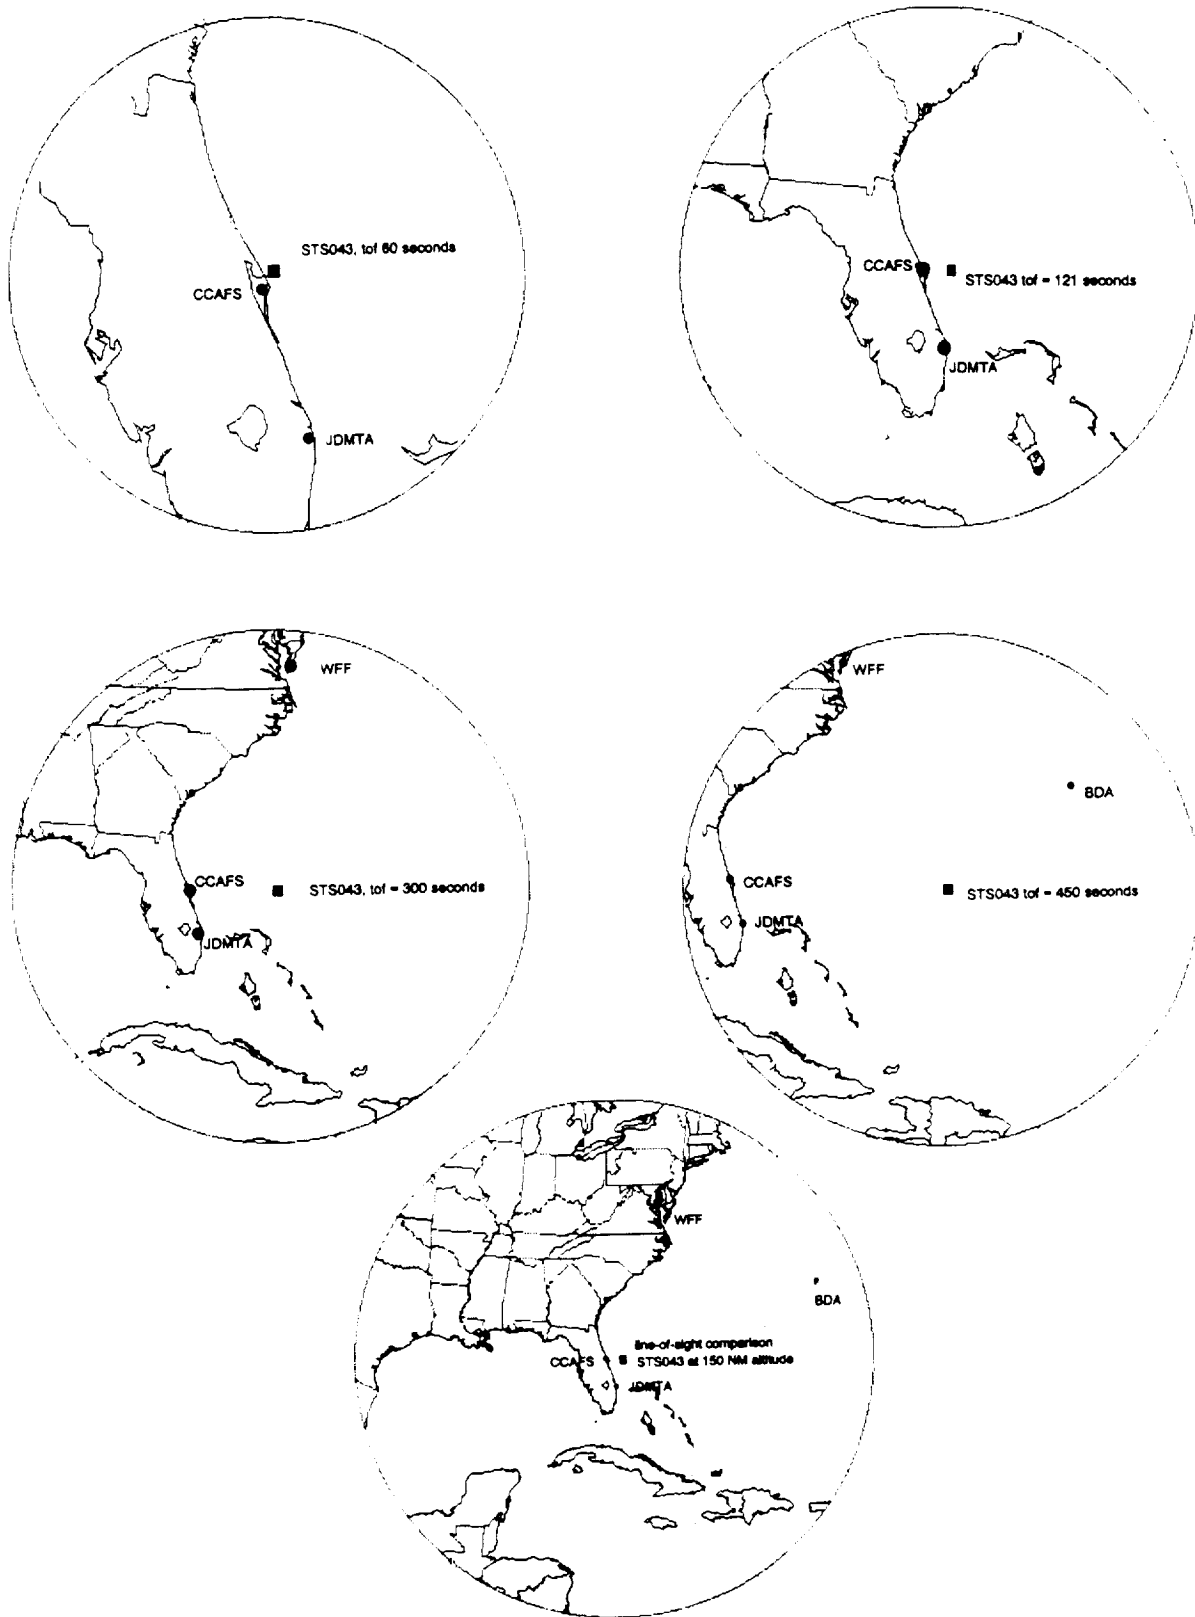 STS043, tof 60 seconds
CCAFS
JDMTA
CCAFS
STS043 tof = 121 seconds
JDMTA
WFF
CCAFS
STS043, tof = 300 seconds
JDMTA
WFF
BDA
CCAFS
STS043 tof = 450 seconds
JDMTA
WFF
BDA
line-of-sight comparison
CCAFS
STS043 at 150 NM altitude
JDMTA